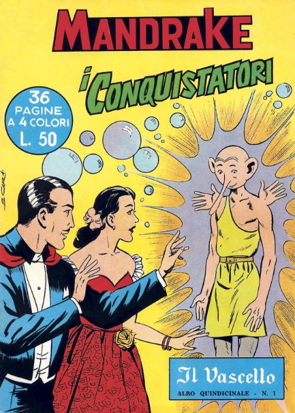 MANDRAKE
i CONQUISTATORI
36
PAGINE
A 4 COLORI
L. 50
Il Vascello
ALBO QUINDICINALE - N. 1